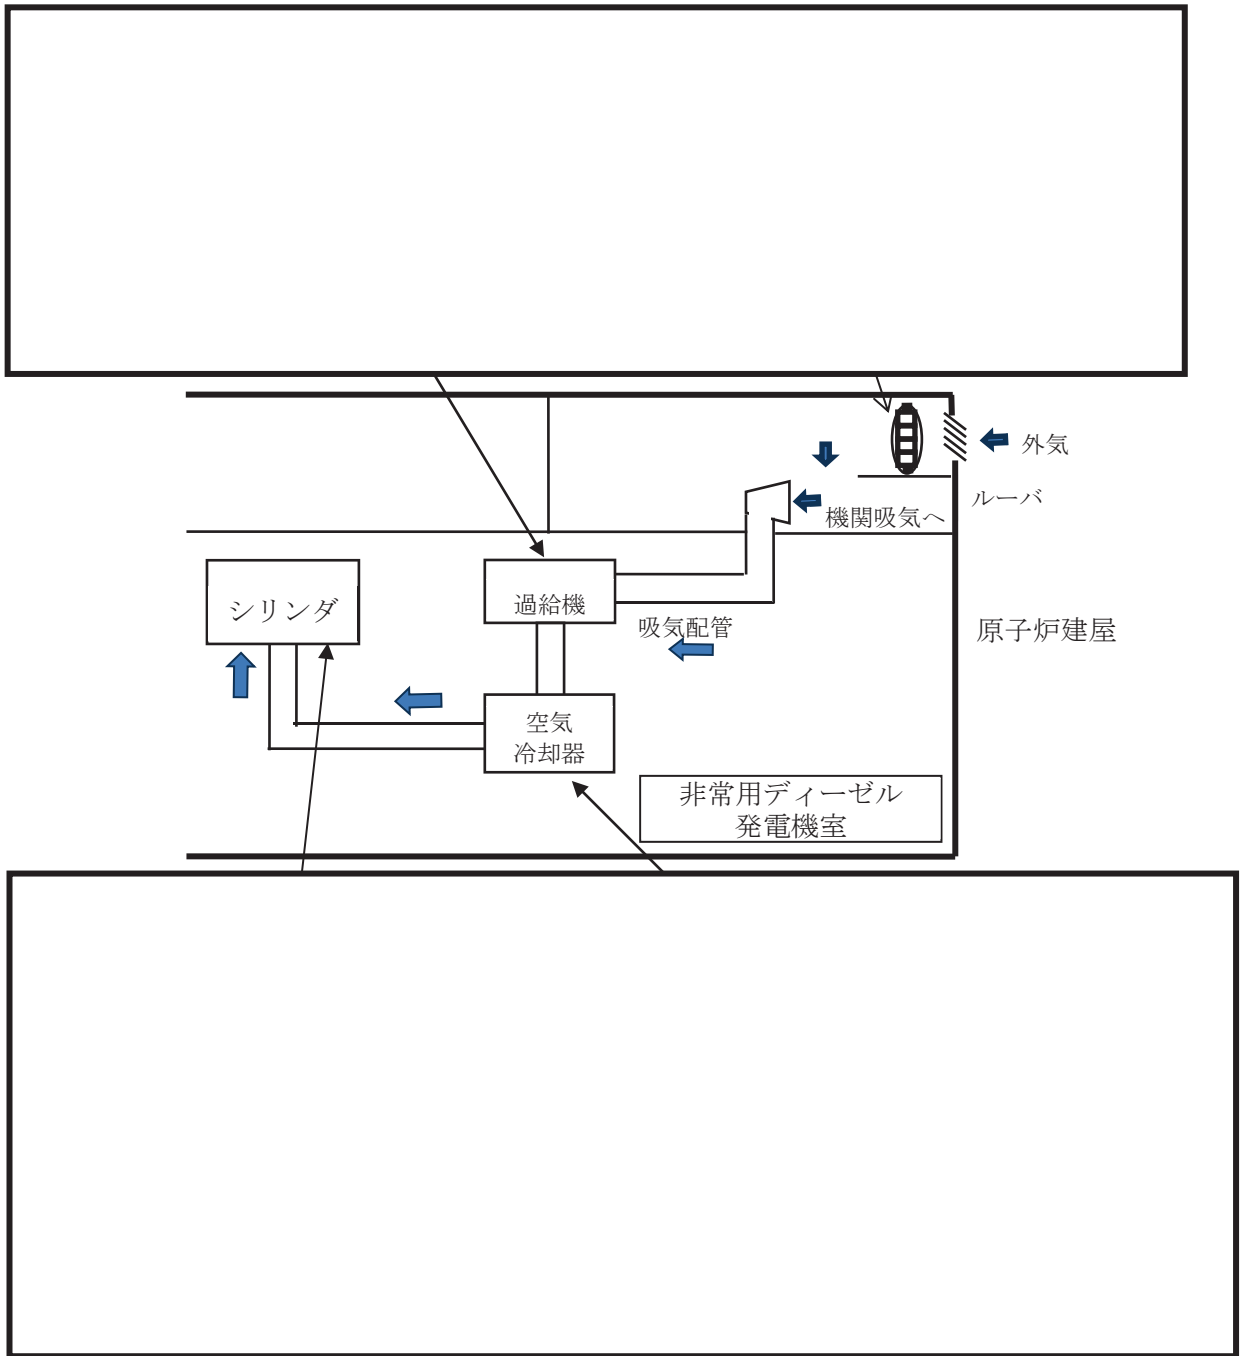 外気
ルーバ
機関吸気へ
シリンダ
過給機
吸気配管
原子炉建屋
空気
冷却器
非常用ディーゼル
発電機室